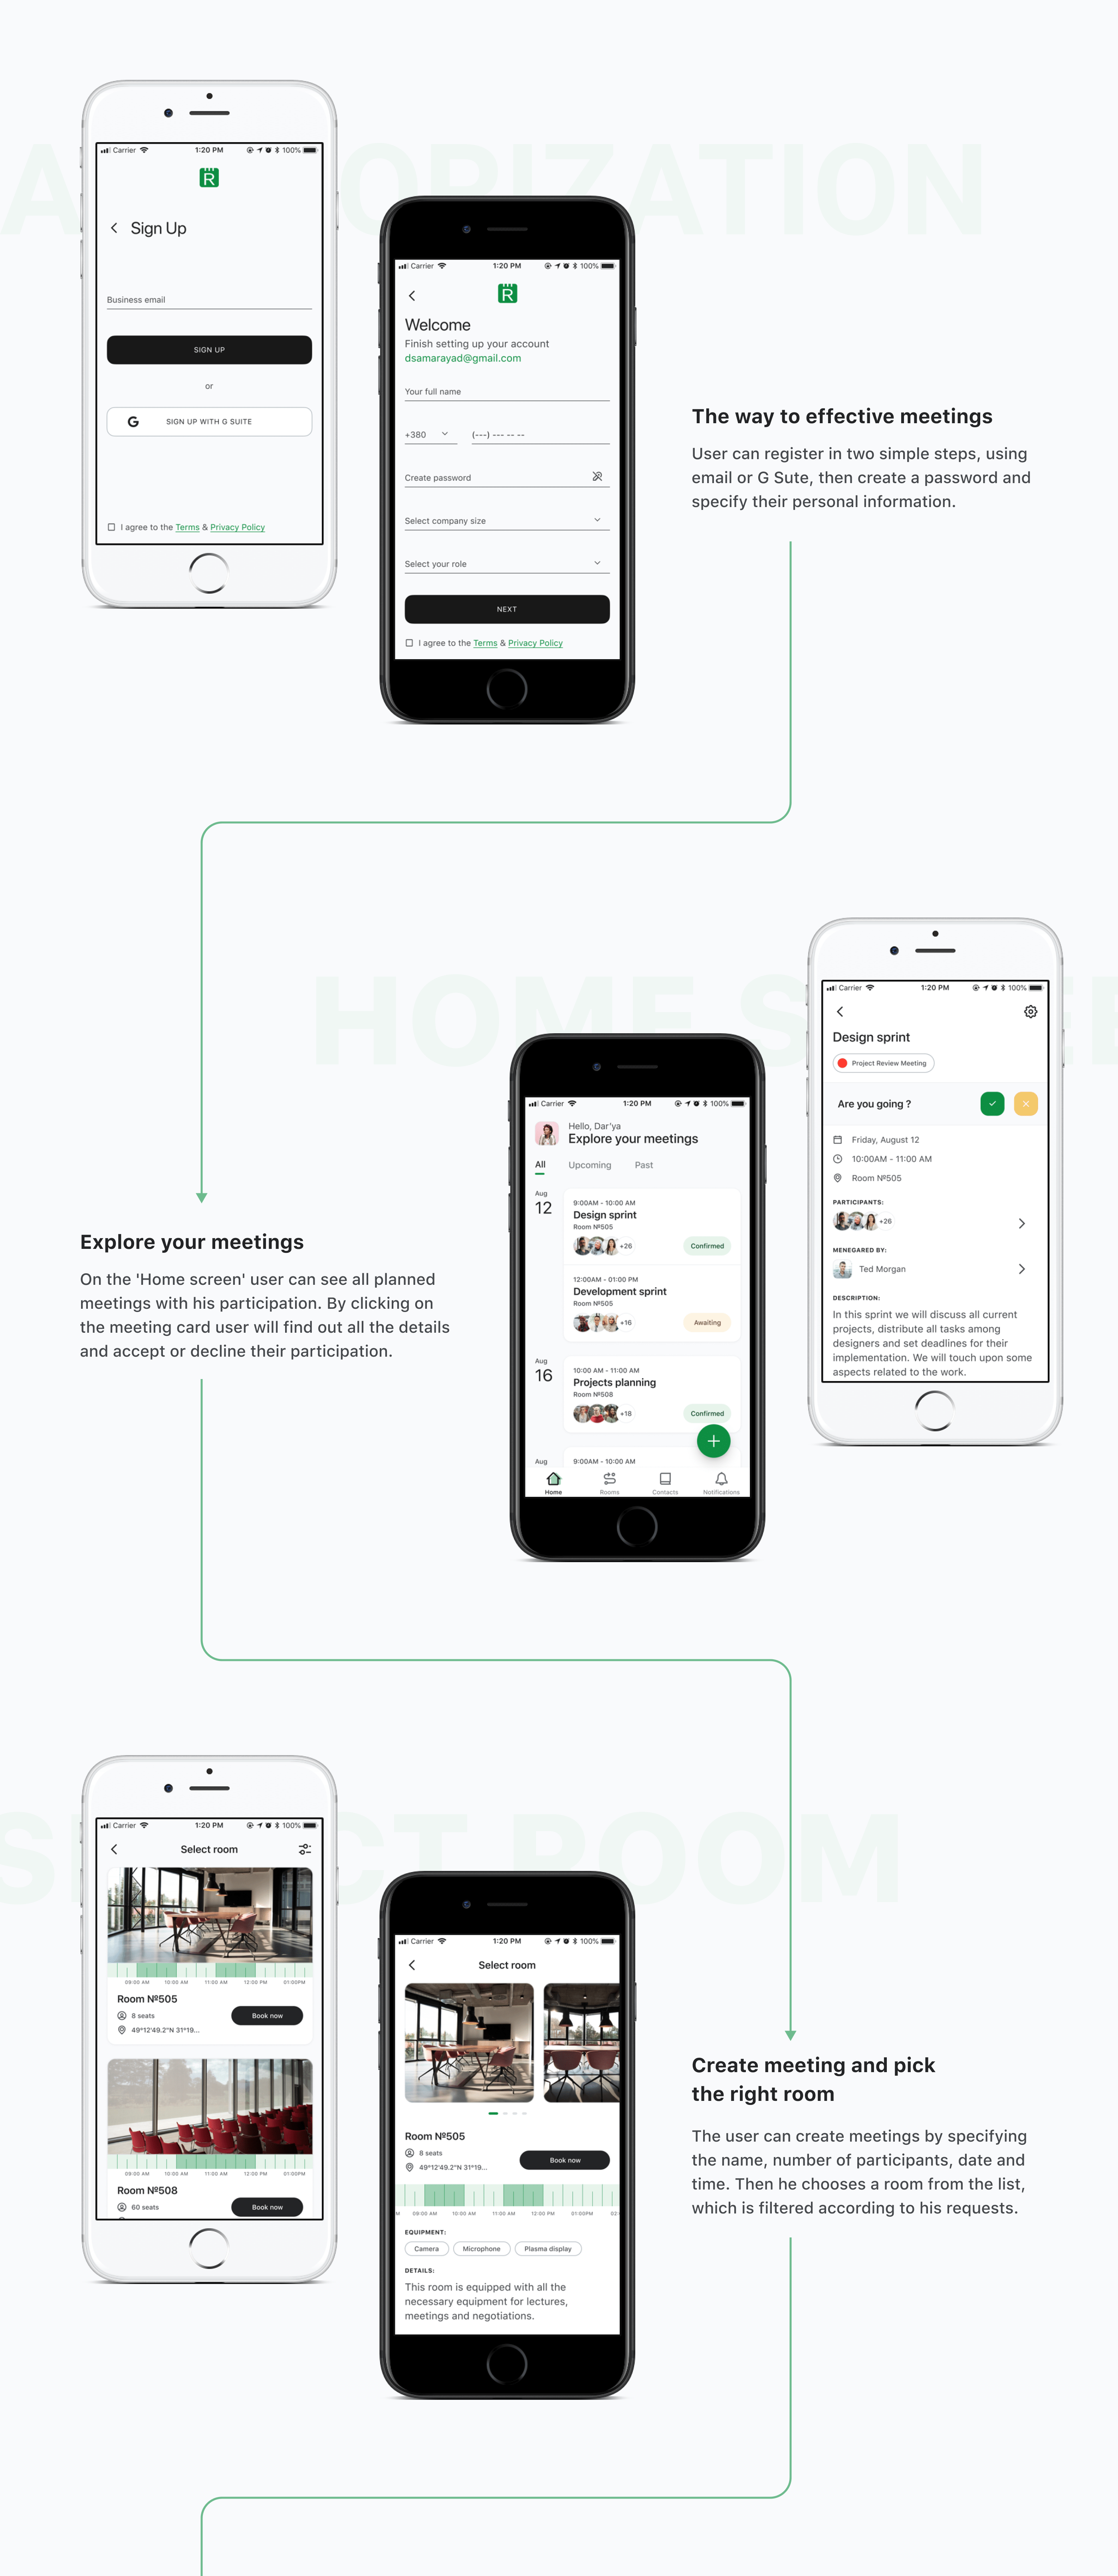 Carrier 1:20 PM 100%
R
Sign Up
Business email
SIGN UP
or
G SIGN UP WITH G SUITE
I agree to the Terms & Privacy Policy
Carrier 1:20 PM 100%
R
Welcome
Finish setting up your account
dsamarayad@gmail.com
Your full name
+380 (---) --- -- --
Create password
Select company size
Select your role
NEXT
I agree to the Terms & Privacy Policy
The way to effective meetings
User can register in two simple steps, using
email or G Sute, then create a password and
specify their personal information.
Explore your meetings
On the 'Home screen' user can see all planned
meetings with his participation. By clicking on
the meeting card user will find out all the details
and accept or decline their participation.
HOME
Carrier 1:20 PM 100%
Hello, Dar'ya
Explore your meetings
All Upcoming Past
Aug
12
9:00AM - 10:00 AM
Design sprint
Room №505
+26 Confirmed
12:00AM - 01:00 PM
Development sprint
Room №505
+16 Awaiting
Aug
16
10:00 AM - 11:00 AM
Projects planning
Room №508
+18 Confirmed
Aug 9:00AM - 10:00 AM
Home Rooms Contacts Notifications
Carrier 1:20 PM 100%
Design sprint
Project Review Meeting
Are you going ?
Friday, August 12
10:00AM - 11:00 AM
Room №505
PARTICIPANTS:
+26
MENEGARED BY:
Ted Morgan
DESCRIPTION:
In this sprint we will discuss all current
projects, distribute all tasks among
designers and set deadlines for their
implementation. We will touch upon some
aspects related to the work.
ROOM
Carrier 1:20 PM 100%
Select room
09:00 AM 10:00 AM 11:00 AM 12:00 PM 01:00PM
Room №505
8 seats
49°12'49.2"N 31°19...
Book now
09:00 AM 10:00 AM 11:00 AM 12:00 PM 01:00PM
Room №508
60 seats
Book now
Carrier 1:20 PM 100%
Select room
Room №505
8 seats
49°12'49.2"N 31°19...
Book now
09:00 AM 10:00 AM 11:00 AM 12:00 PM 01:00PM 02:
EQUIPMENT:
Camera Microphone Plasma display
DETAILS:
This room is equipped with all the
necessary equipment for lectures,
meetings and negotiations.
Create meeting and pick
the right room
The user can create meetings by specifying
the name, number of participants, date and
time. Then he chooses a room from the list,
which is filtered according to his requests.